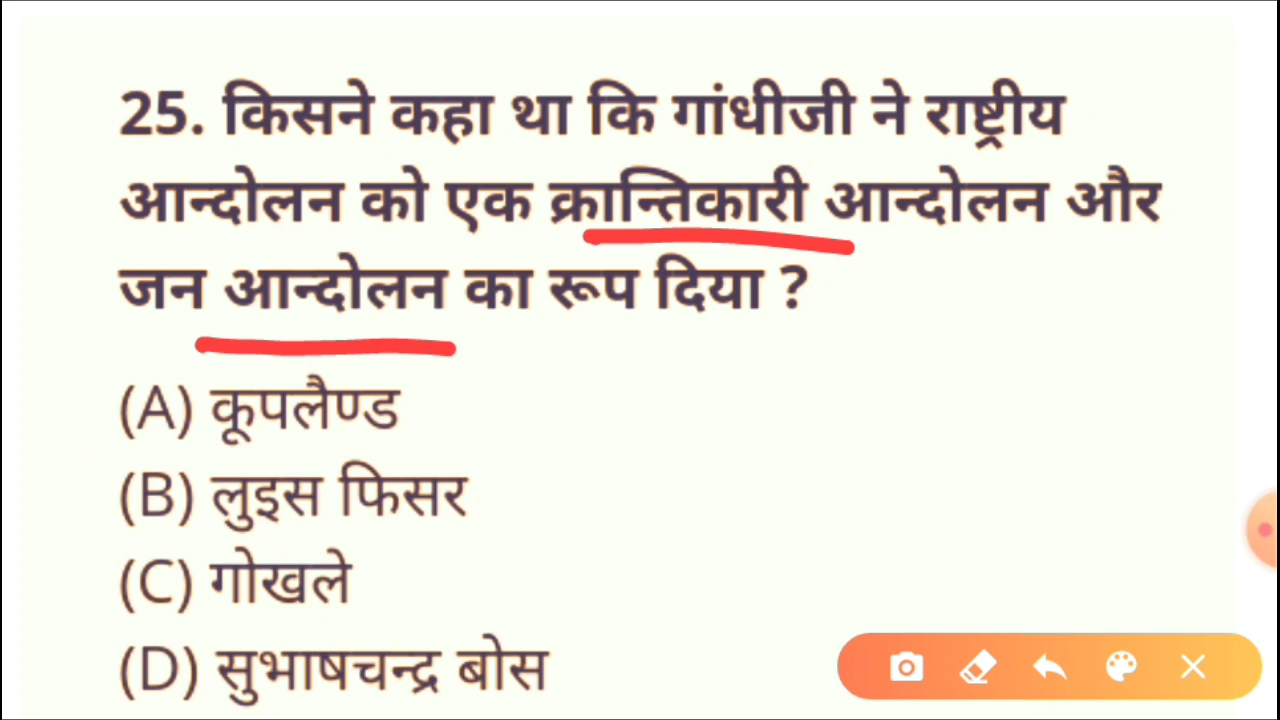 25. किसने कहा था कि गांधीजी ने राष्ट्रीय
आन्दोलन को एक क्रान्तिकारी आन्दोलन और
जन आन्दोलन का रूप दिया ?
(A) कूपलैण्ड
(B) लुइस फिसर
(C) गोखले
(D) सुभाषचन्द्र बोस